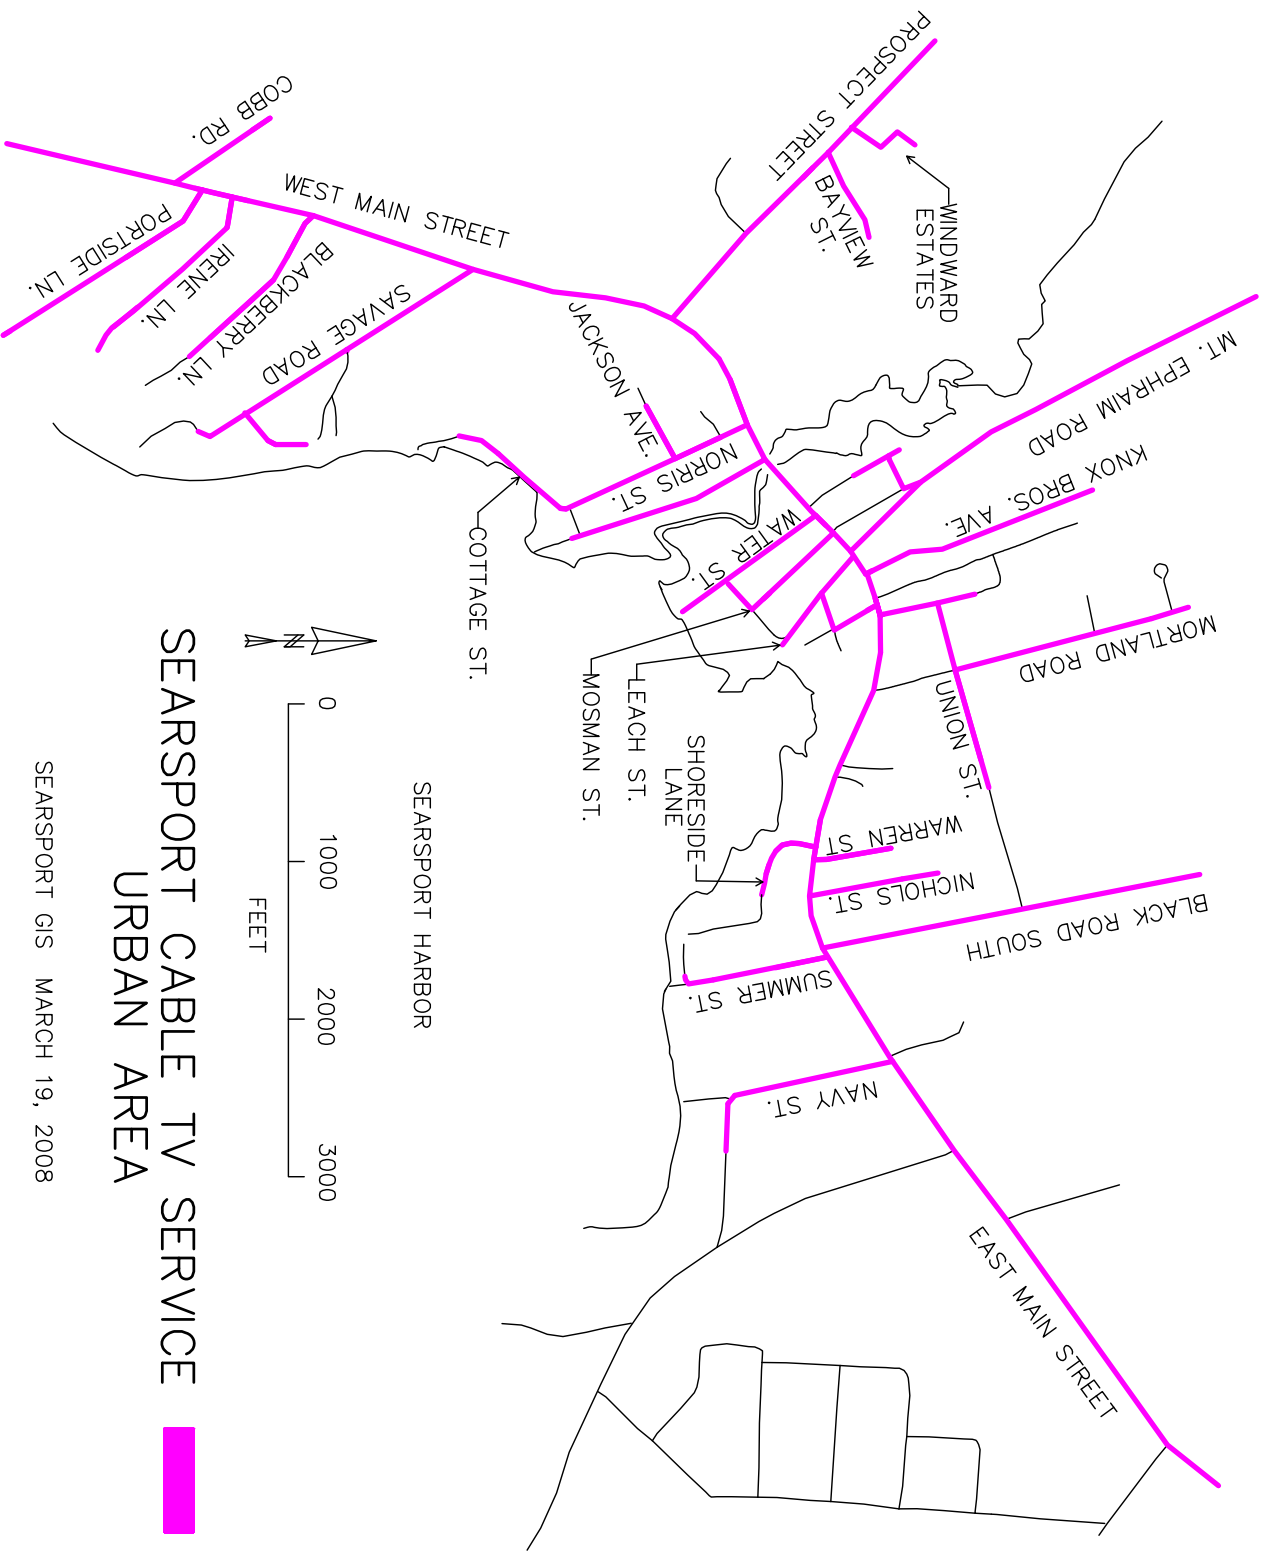 PROSPECT STREET
COBB RD.
WEST MAIN STREET
PORTSIDE LN.
IRENE LN.
BLACKBERRY LN.
SAVAGE ROAD
BAYVIEW
ST.
WINDWARD
ESTATES
JACKSON AVE.
NORRIS ST.
COTTAGE ST.
WATER ST.
MT. EPHRAIM ROAD
KNOX BROS. AVE.
MORTLAND ROAD
UNION ST.
LEACH ST.
MOSMAN ST.
SHORESIDE
LANE
WARREN ST
NICHOLS ST.
BLACK ROAD SOUTH
SUMMER ST.
NAVY ST.
EAST MAIN STREET
SEARSPORT HARBOR
N
0 1000 2000 3000
FEET
SEARSPORT CABLE TV SERVICE
URBAN AREA
SEARSPORT GIS MARCH 19, 2008